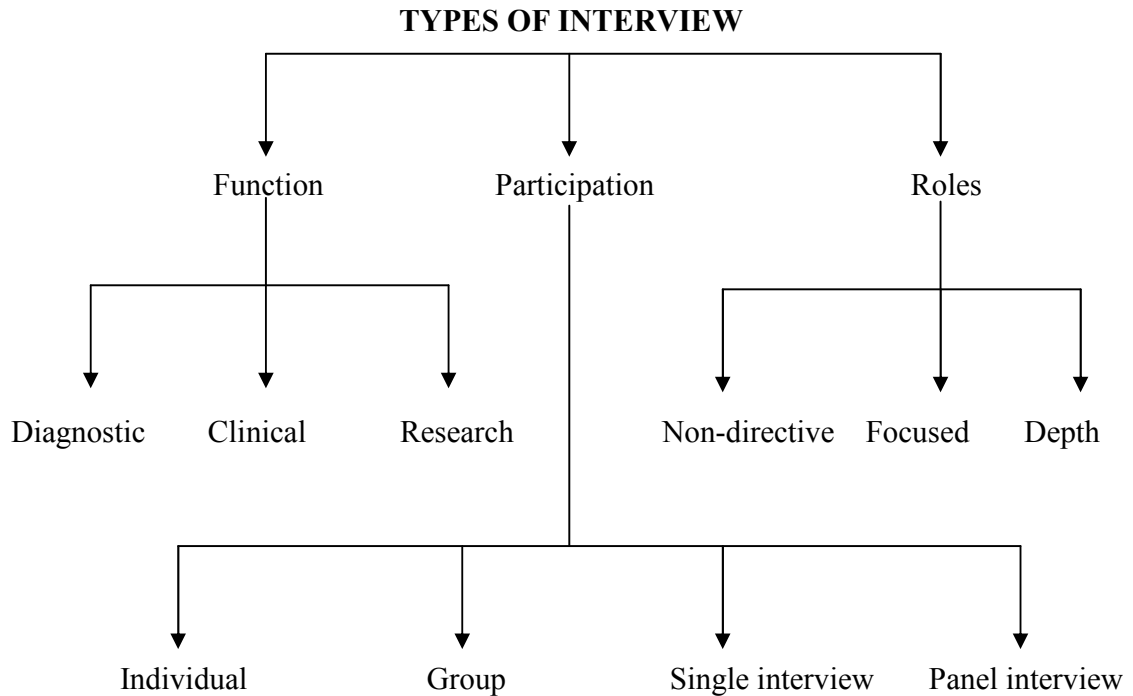 TYPES OF INTERVIEW
Function Participation Roles
Diagnostic Clinical Research Non-directive Focused Depth
Individual Group Single interview Panel interview